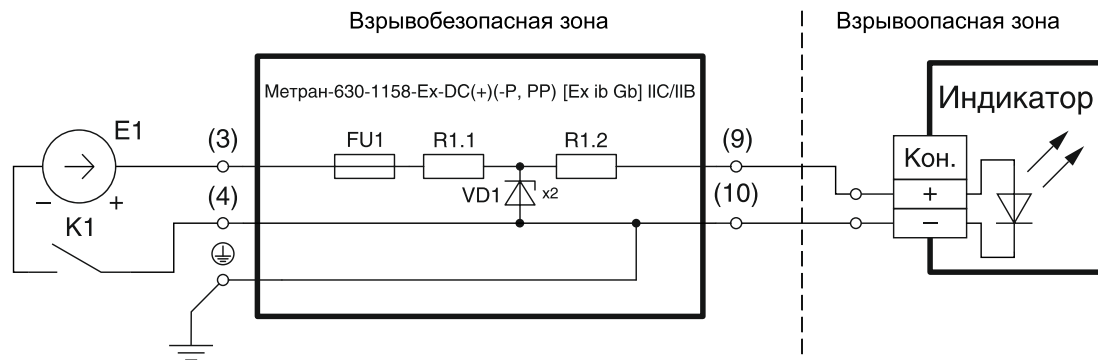 Взрывобезопасная зона
Взрывоопасная зона
Метран-630-1158-Ex-DC(+)(-P, PP) [Ex ib Gb] IIC/IIB
Индикатор
E1
(3)
FU1
R1.1
R1.2
(9)
Кон.
− +
K1
(4)
VD1
x2
(10)
+
−